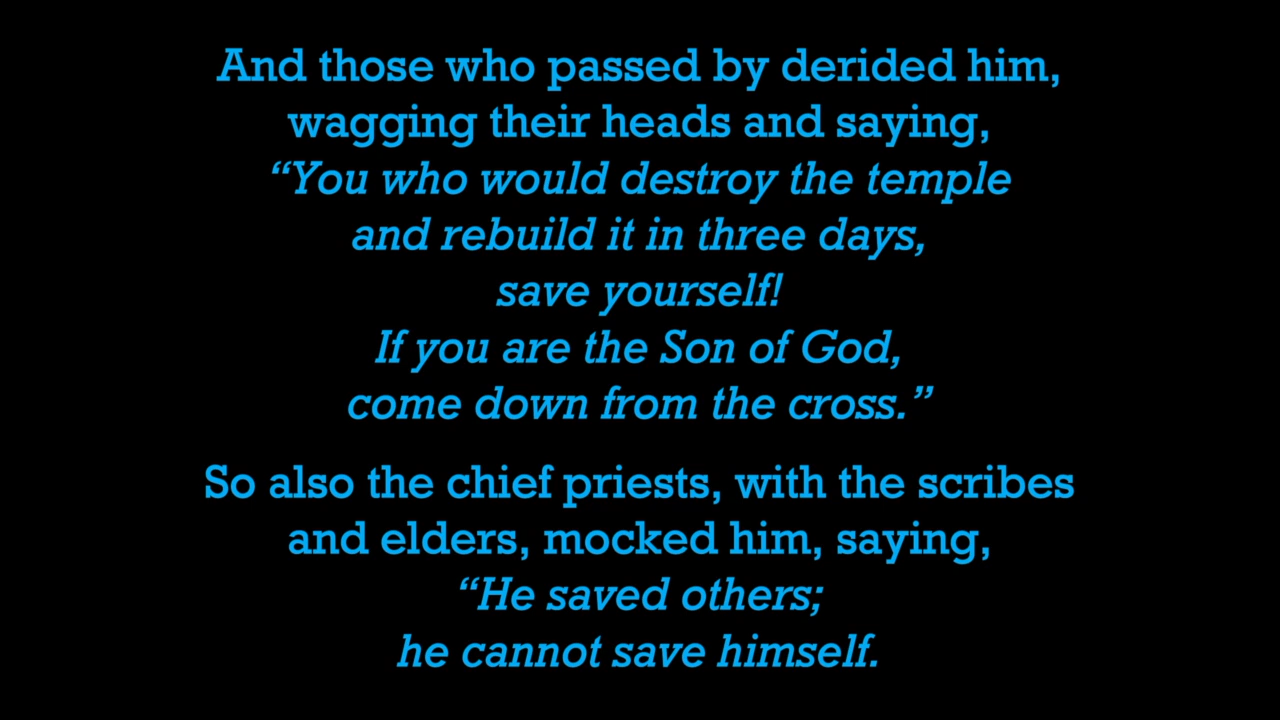 And those who passed by derided him,
wagging their heads and saying,
“You who would destroy the temple
and rebuild it in three days,
save yourself!
If you are the Son of God,
come down from the cross.”
So also the chief priests, with the scribes
and elders, mocked him, saying,
“He saved others;
he cannot save himself.